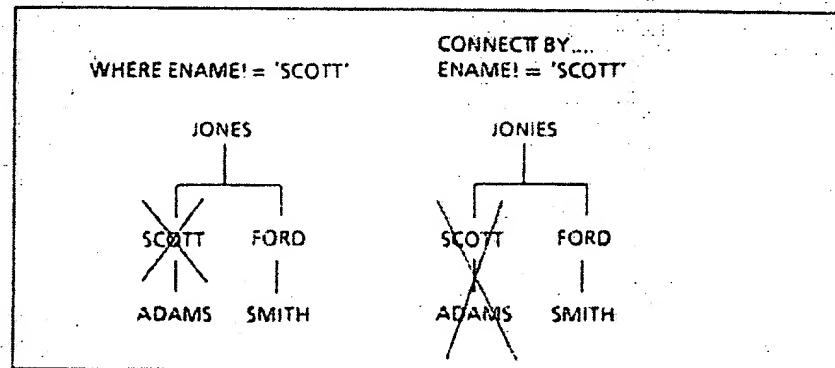 WHERE ENAME! = 'SCOTT'
JONES
SCOTT FORD
ADAMS SMITH
CONNECT BY....
ENAME! = 'SCOTT'
JONES
SCOTT FORD
ADAMS SMITH